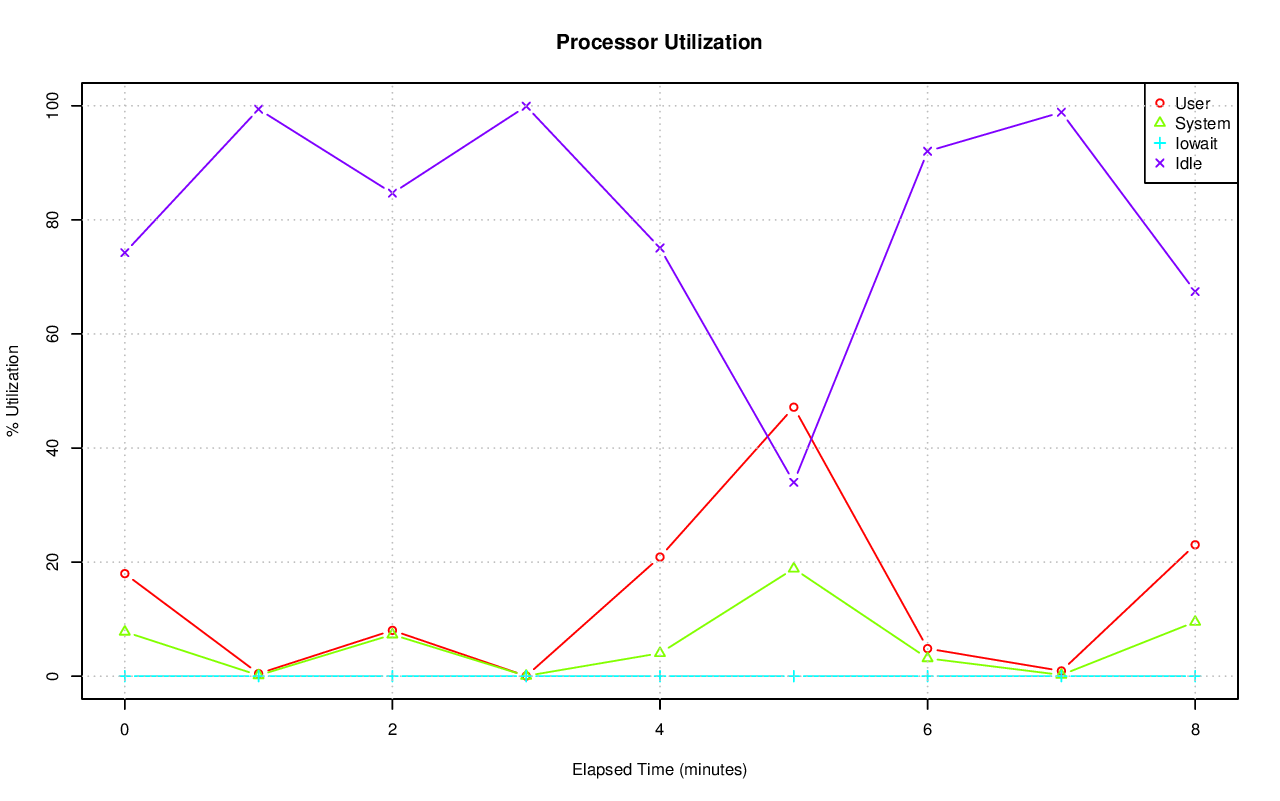 Processor Utilization
User
System
Iowait
Idle
% Utilization
100
80
60
40
20
0
0 2 4 6 8
Elapsed Time (minutes)